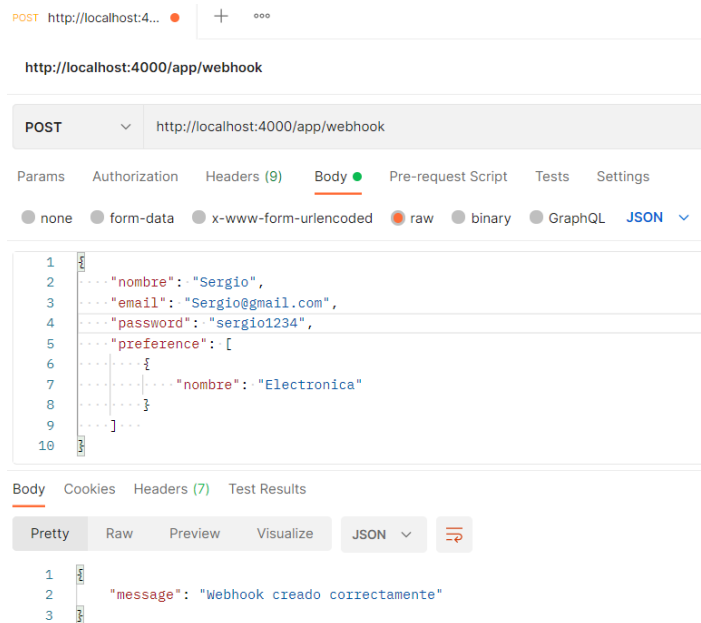 POST http://localhost:4... + ooo
http://localhost:4000/app/webhook
POST http://localhost:4000/app/webhook
Params Authorization Headers (9) Body Pre-request Script Tests Settings
none form-data x-www-form-urlencoded raw binary GraphQL JSON
1 {
2 "nombre": "Sergio",
3 "email": "Sergio@gmail.com",
4 "password": "sergio1234",
5 "preference": [
6 {
7 "nombre": "Electronica"
8 }
9 ]
10 }
Body Cookies Headers (7) Test Results
Pretty Raw Preview Visualize JSON
1 {
2 "message": "Webhook creado correctamente"
3 }